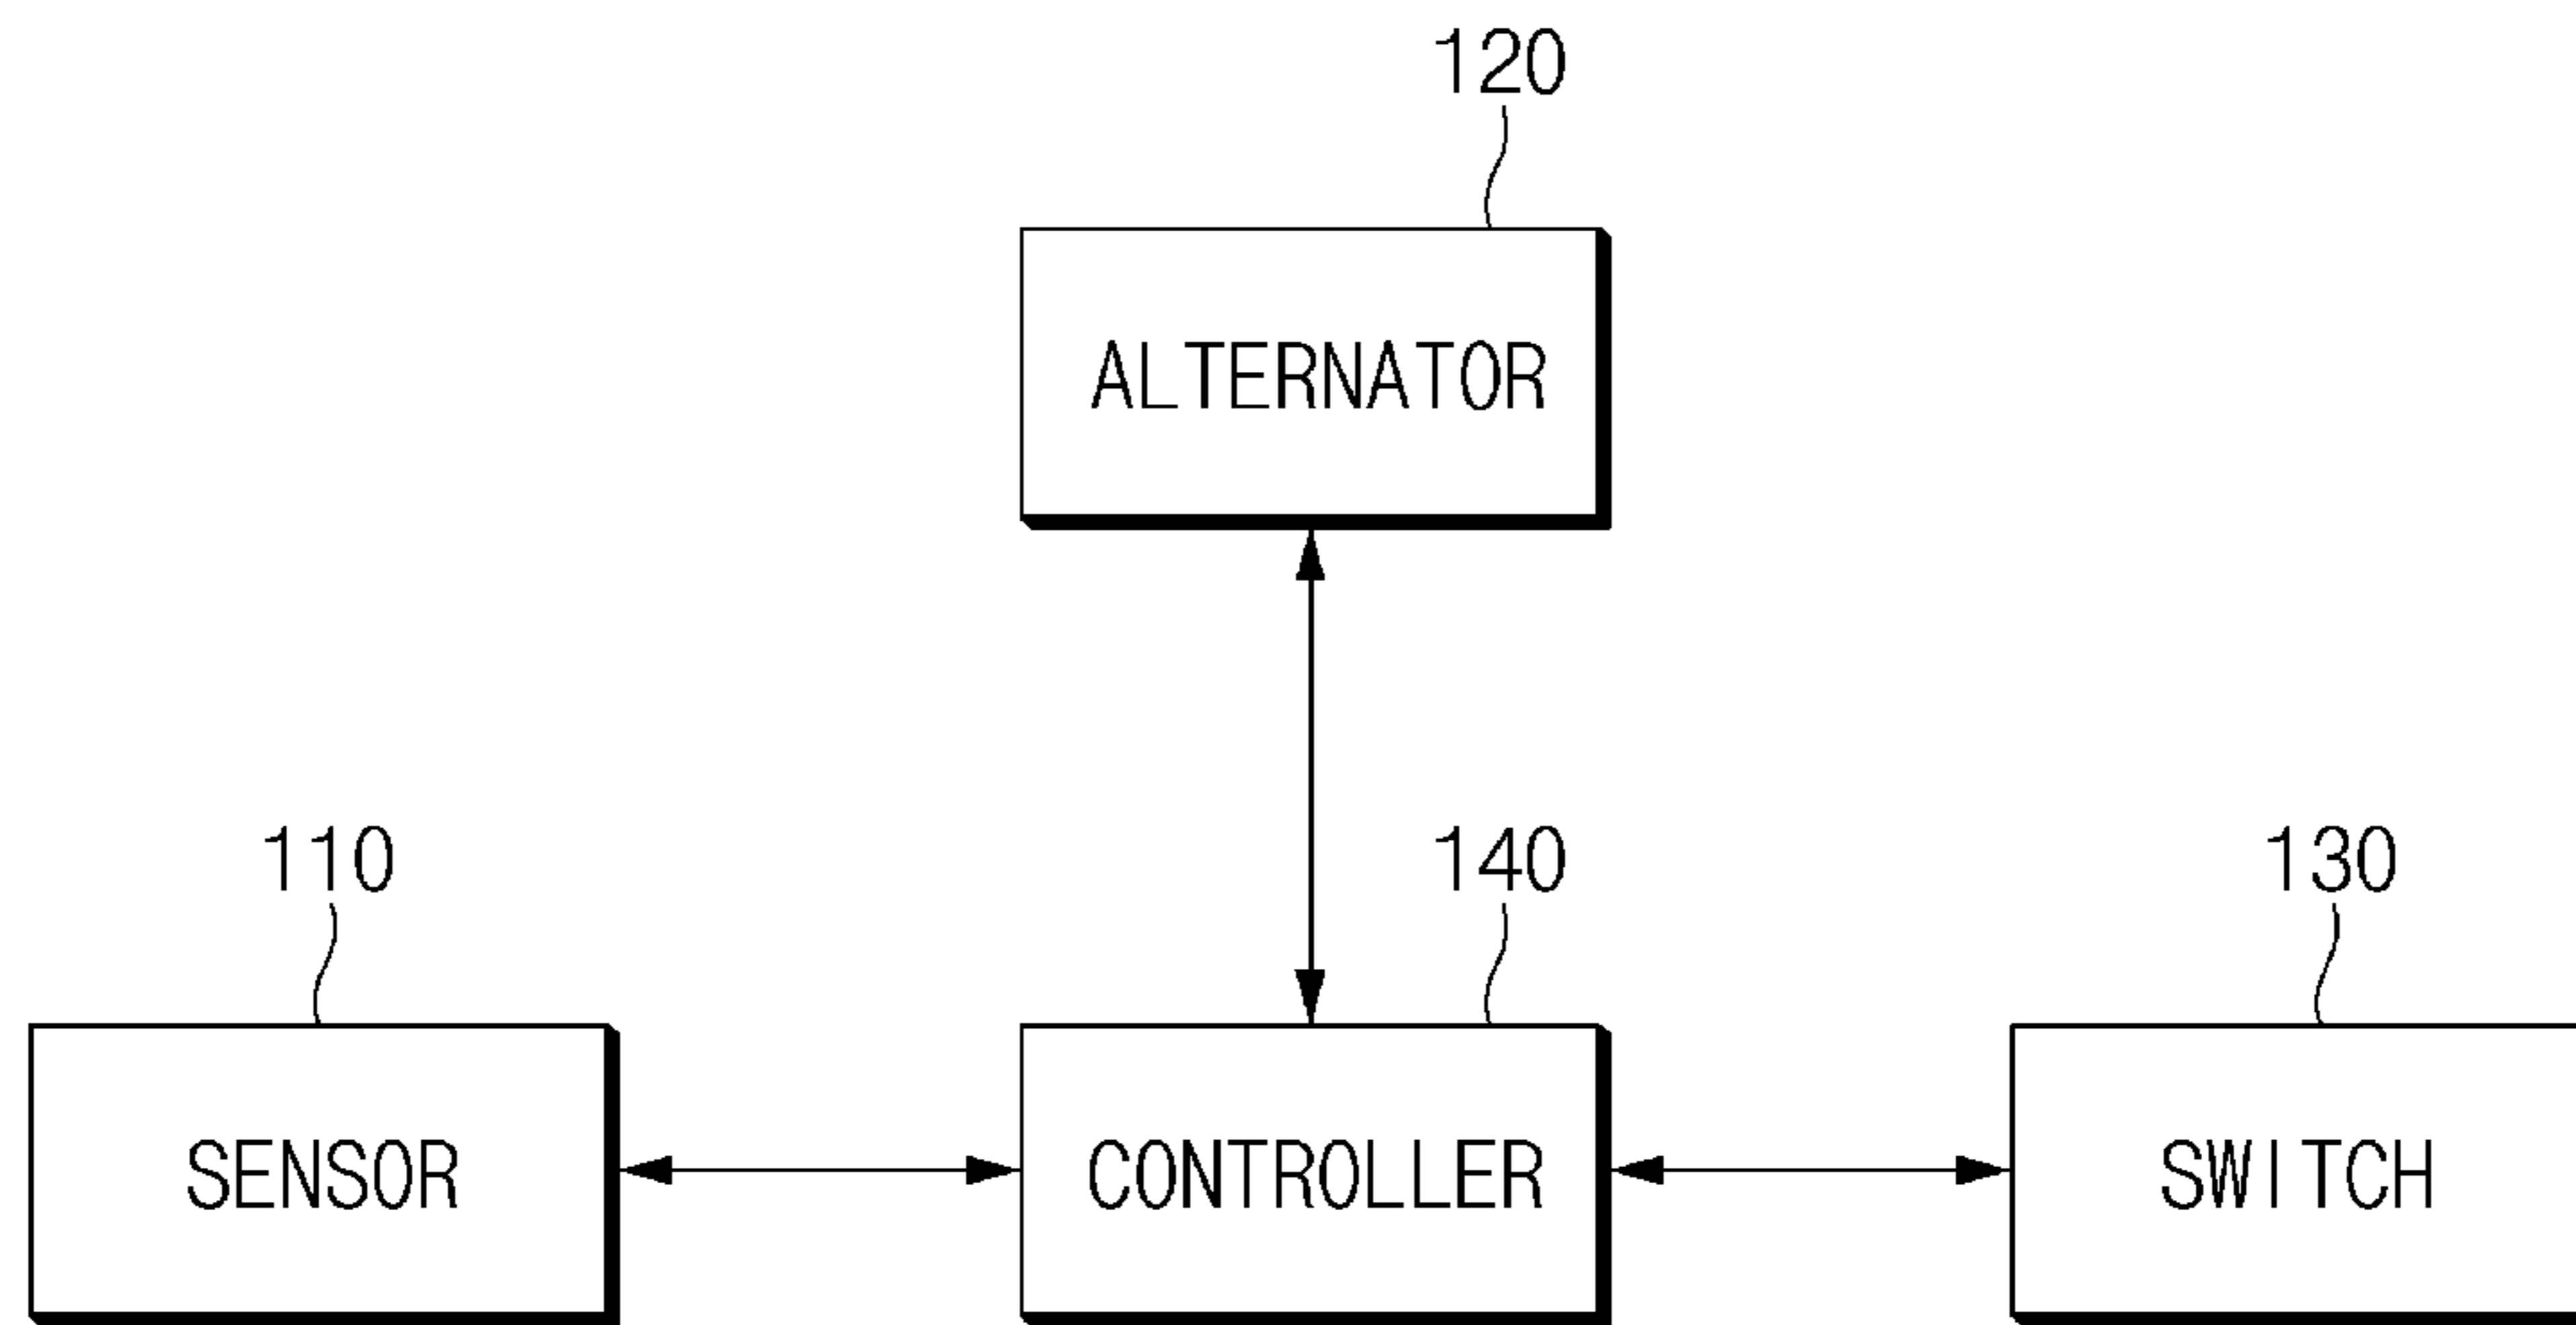 120
ALTERNATOR
110
140
130
SENSOR
CONTROLLER
SWITCH